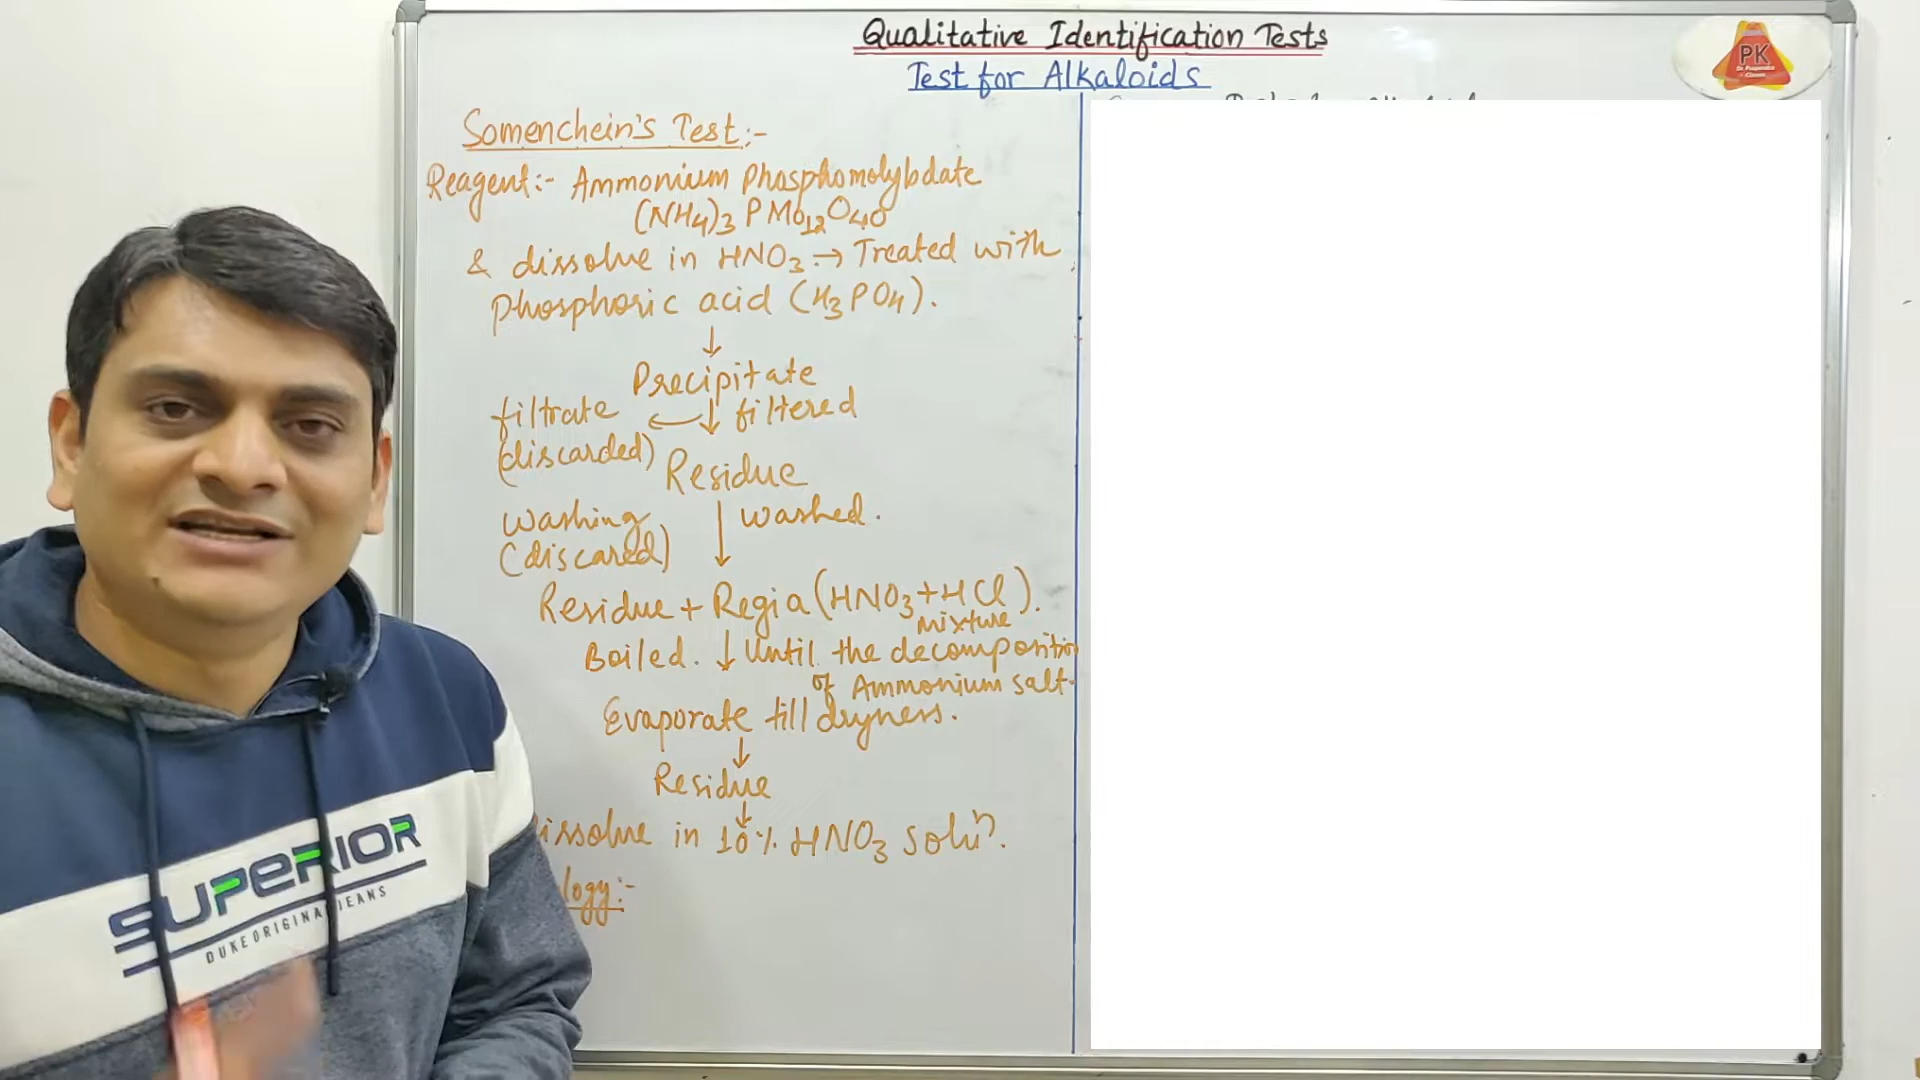 Qualitative Identification Tests
Test for Alkaloids
PK
Somenchein's Test:-
Reagent:- Ammonium Phosphomolybdate
(NH4)3 PMo12O40
& dissolve in HNO3 → Treated with
Phosphoric acid (H3PO4).
↓
Precipitate
filtrate ← ↓ filtered
(discarded)
Residue
Washing ↓ washed.
(discared)
Residue + Regia (HNO3+HCl).
mixture
Boiled. ↓ Until the decomposition
of Ammonium salt.
Evaporate till dryness.
↓
Residue
↓
issolve in 10% HNO3 soluⁿ.
logy:-
SUPERIOR
DUKE ORIGINAL JEANS